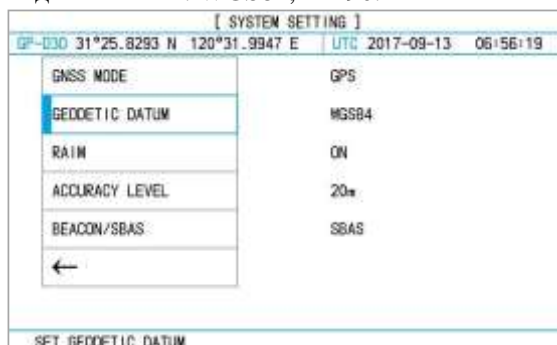 [ SYSTEM SETTING ]
GP-D30 31°25.8293 N 120°31.9947 E UTC 2017-09-13 06:56:19
GNSS MODE GPS
GEODETIC DATUM WGS84
RAIM ON
ACCURACY LEVEL 20m
BEACON/SBAS SBAS
←
SET GEODETIC DATUM